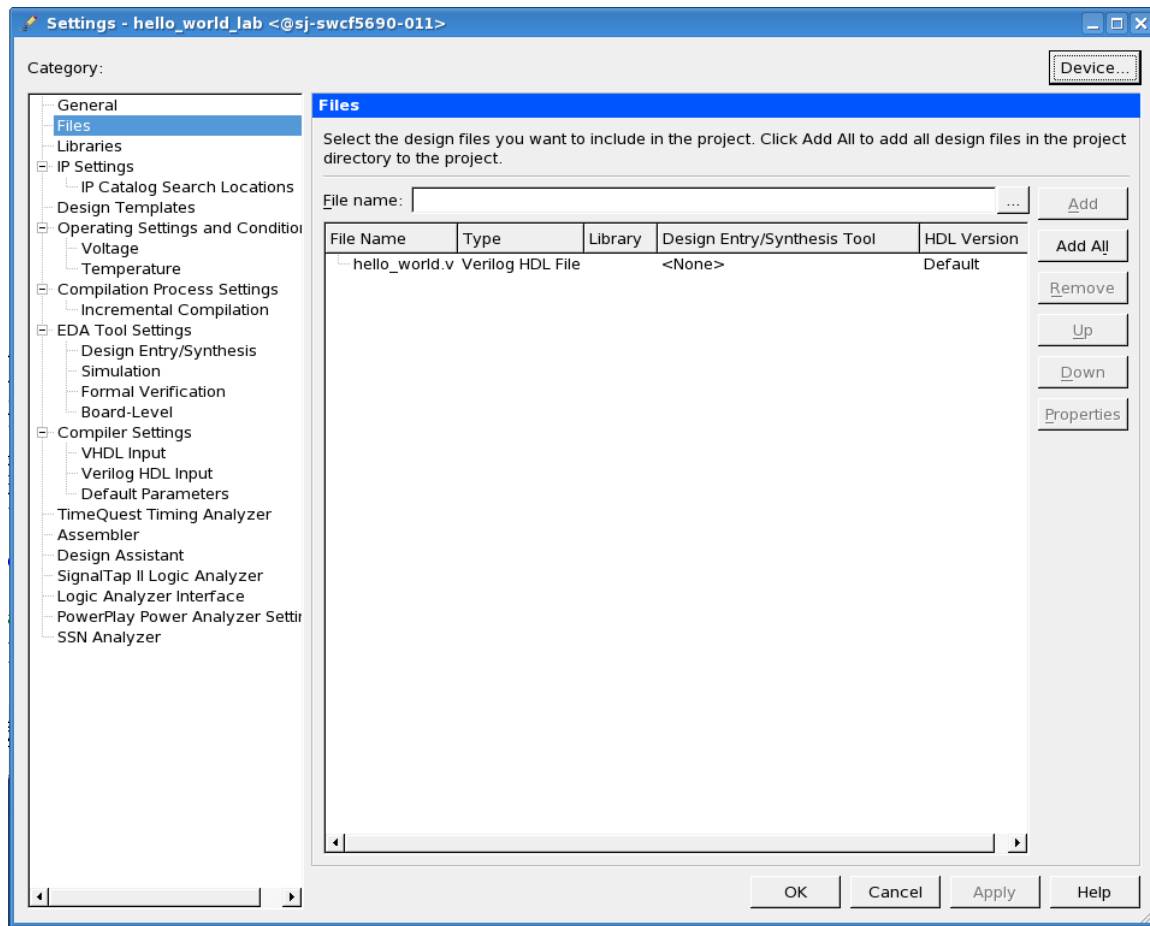 Settings - hello_world_lab <@sj-swcf5690-011>
Category:
Device...
General
Files
Libraries
IP Settings
IP Catalog Search Locations
Design Templates
Operating Settings and Conditio
Voltage
Temperature
Compilation Process Settings
Incremental Compilation
EDA Tool Settings
Design Entry/Synthesis
Simulation
Formal Verification
Board-Level
Compiler Settings
VHDL Input
Verilog HDL Input
Default Parameters
TimeQuest Timing Analyzer
Assembler
Design Assistant
SignalTap II Logic Analyzer
Logic Analyzer Interface
PowerPlay Power Analyzer Settin
SSN Analyzer
Files
Select the design files you want to include in the project. Click Add All to add all design files in the project
directory to the project.
File name: ... Add
File Name Type Library Design Entry/Synthesis Tool HDL Version Add All
hello_world.v Verilog HDL File <None> Default
Remove
Up
Down
Properties
OK Cancel Apply Help